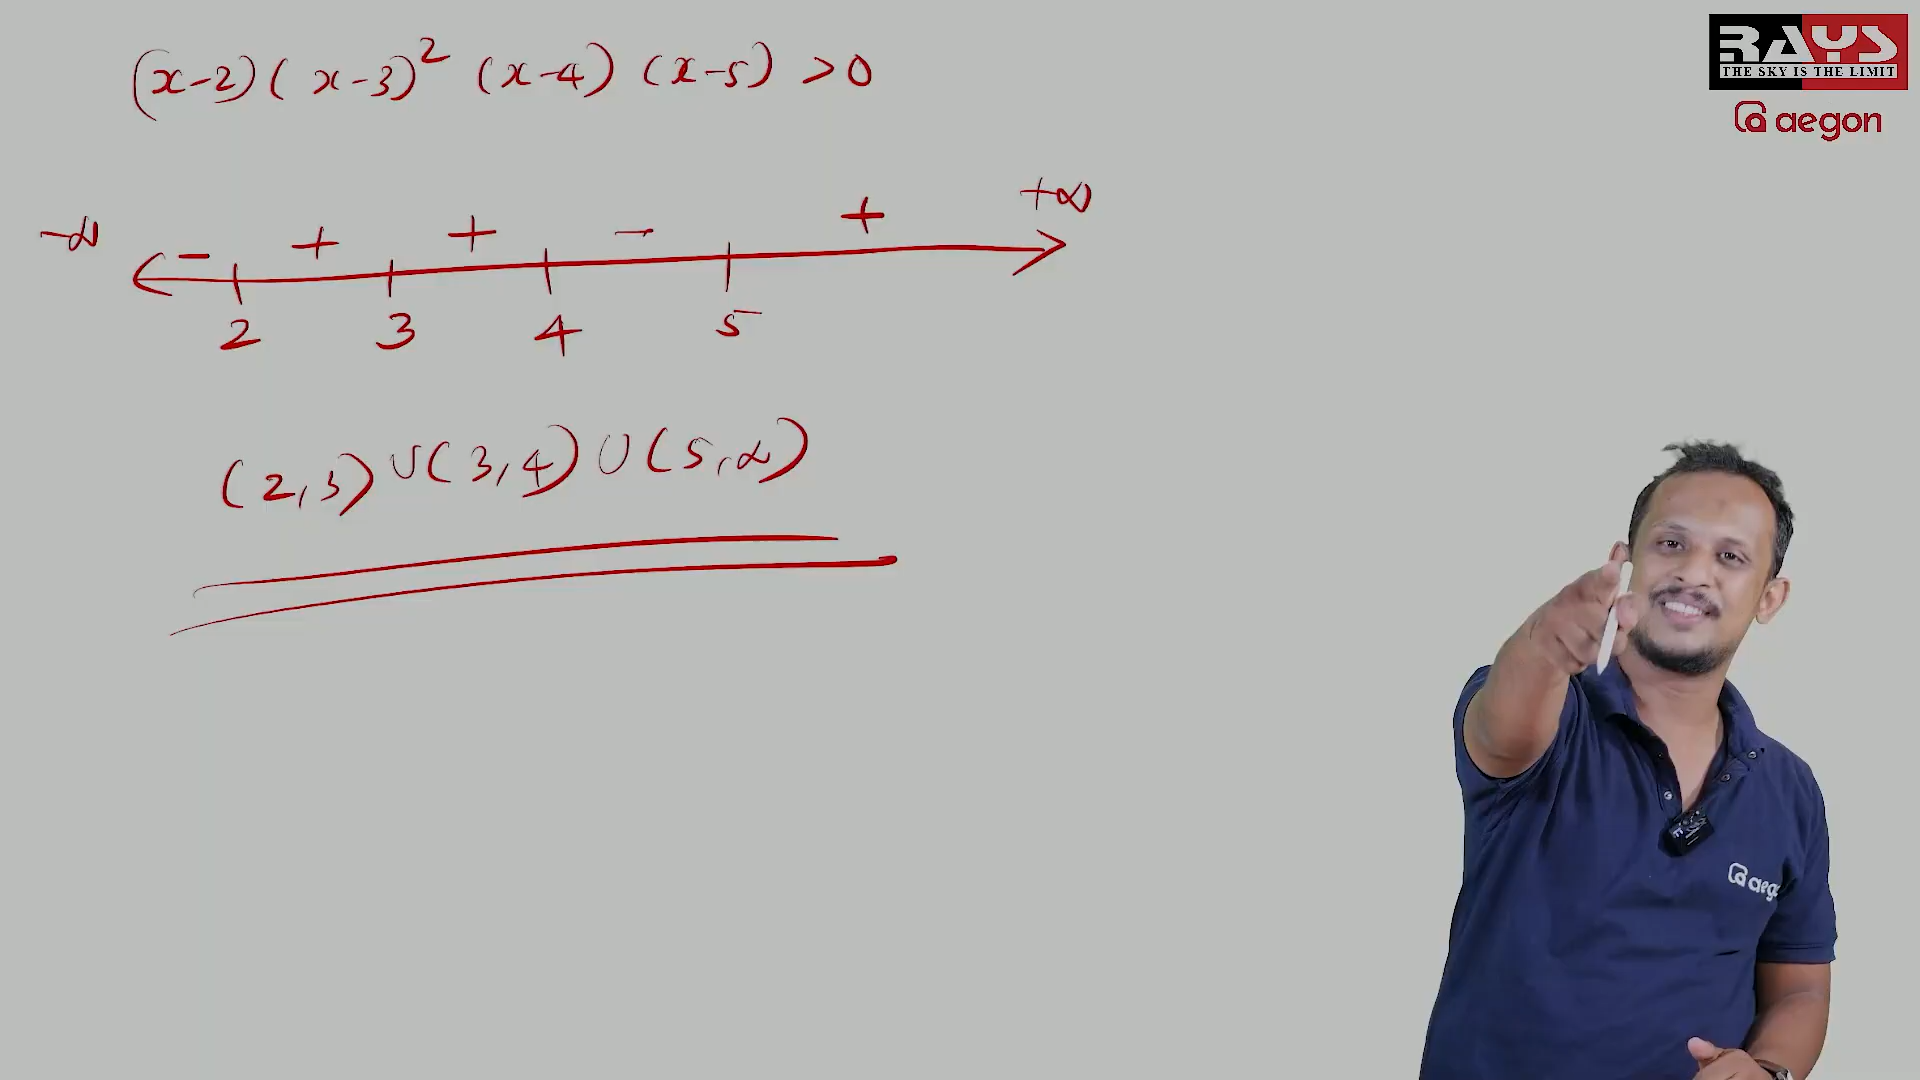 (x-2)(x-3)² (x-4) (x-5) >0
RAYS
THE SKY IS THE LIMIT
aegon
-∞ - + + - + +∞
2 3 4 5
(2,3)∪(3,4)∪(5,∞)
aeg